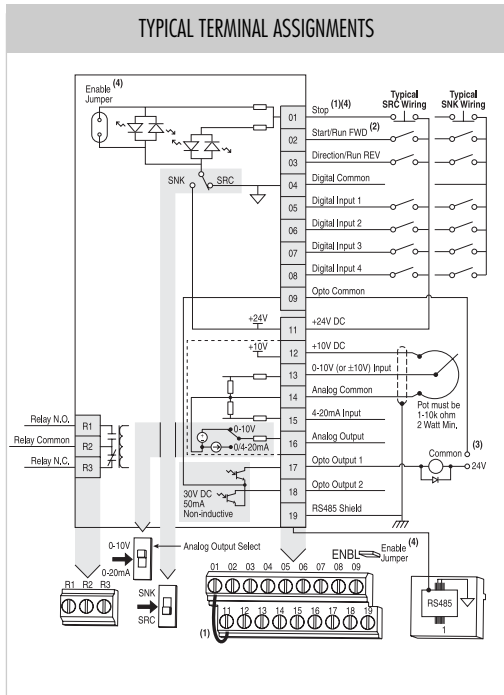 TYPICAL TERMINAL ASSIGNMENTS
Enable (4)
Jumper
Typical
SRC Wiring
Typical
SNK Wiring
01 Stop (1)(4)
02 Start/Run FWD (2)
03 Direction/Run REV
SNK SRC
04 Digital Common
05 Digital Input 1
06 Digital Input 2
07 Digital Input 3
08 Digital Input 4
09 Opto Common
+24V
11 +24V DC
+10V
12 +10V DC
13 0-10V (or ±10V) Input
14 Analog Common
Pot must be
1-10k ohm
2 Watt Min.
15 4-20mA Input
Relay N.O. R1
Relay Common R2
Relay N.C. R3
0-10V
0/4-20mA
16 Analog Output
Common (3)
24V
17 Opto Output 1
18 Opto Output 2
30V DC
50mA
Non-inductive
19 RS485 Shield
0-10V
Analog Output Select
0-20mA
ENBL
Enable (4)
Jumper
R1 R2 R3
SNK
SRC
01 02 03 04 05 06 07 08 09
11 12 13 14 15 16 17 18 19
(1)
RS485
1